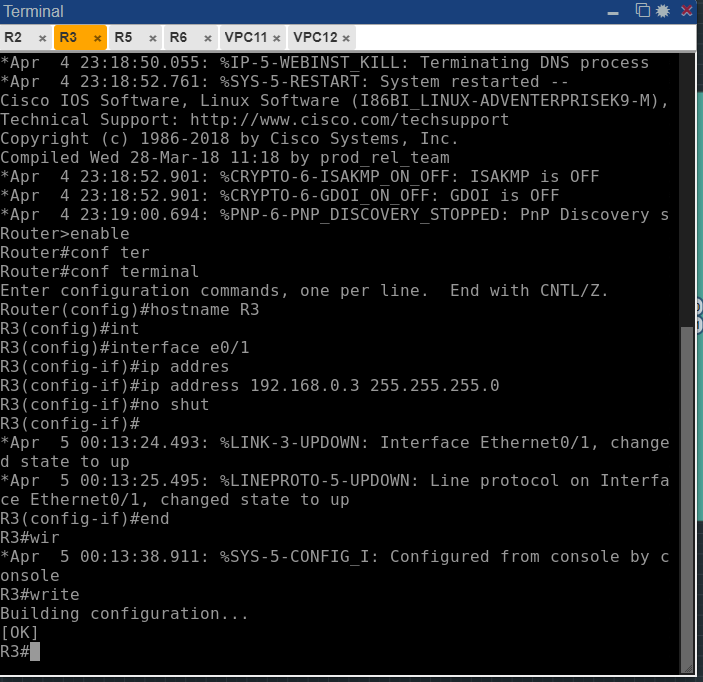 Terminal
R2 × R3 × R5 × R6 × VPC11 × VPC12 ×
*Apr  4 23:18:50.055: %IP-5-WEBINST_KILL: Terminating DNS process
*Apr  4 23:18:52.761: %SYS-5-RESTART: System restarted --
Cisco IOS Software, Linux Software (I86BI_LINUX-ADVENTERPRISEK9-M),
Technical Support: http://www.cisco.com/techsupport
Copyright (c) 1986-2018 by Cisco Systems, Inc.
Compiled Wed 28-Mar-18 11:18 by prod_rel_team
*Apr  4 23:18:52.901: %CRYPTO-6-ISAKMP_ON_OFF: ISAKMP is OFF
*Apr  4 23:18:52.901: %CRYPTO-6-GDOI_ON_OFF: GDOI is OFF
*Apr  4 23:19:00.694: %PNP-6-PNP_DISCOVERY_STOPPED: PnP Discovery s
Router>enable
Router#conf ter
Router#conf terminal
Enter configuration commands, one per line.  End with CNTL/Z.
Router(config)#hostname R3
R3(config)#int
R3(config)#interface e0/1
R3(config-if)#ip addres
R3(config-if)#ip address 192.168.0.3 255.255.255.0
R3(config-if)#no shut
R3(config-if)#
*Apr  5 00:13:24.493: %LINK-3-UPDOWN: Interface Ethernet0/1, change
d state to up
*Apr  5 00:13:25.495: %LINEPROTO-5-UPDOWN: Line protocol on Interfa
ce Ethernet0/1, changed state to up
R3(config-if)#end
R3#wir
*Apr  5 00:13:38.911: %SYS-5-CONFIG_I: Configured from console by c
onsole
R3#write
Building configuration...
[OK]
R3#